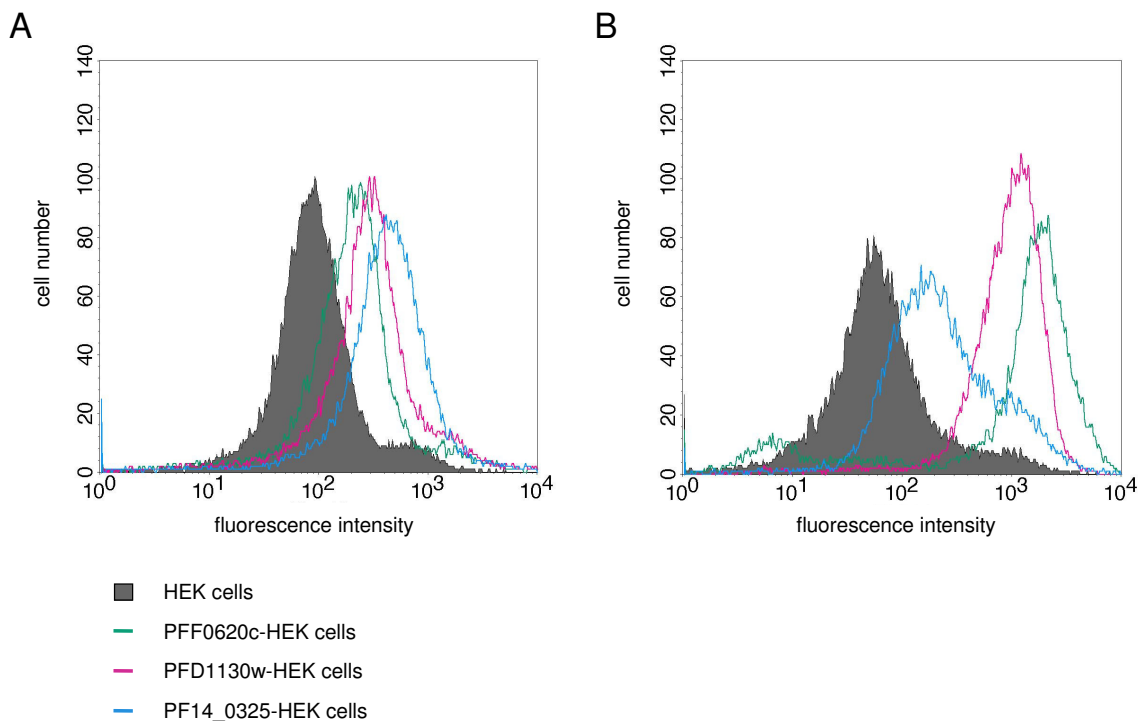 A
B
140
120
100
80
60
40
20
0
cell number
10^0
10^1
10^2
10^3
10^4
fluorescence intensity
140
120
100
80
60
40
20
0
cell number
10^0
10^1
10^2
10^3
10^4
fluorescence intensity
HEK cells
PFF0620c-HEK cells
PFD1130w-HEK cells
PF14_0325-HEK cells